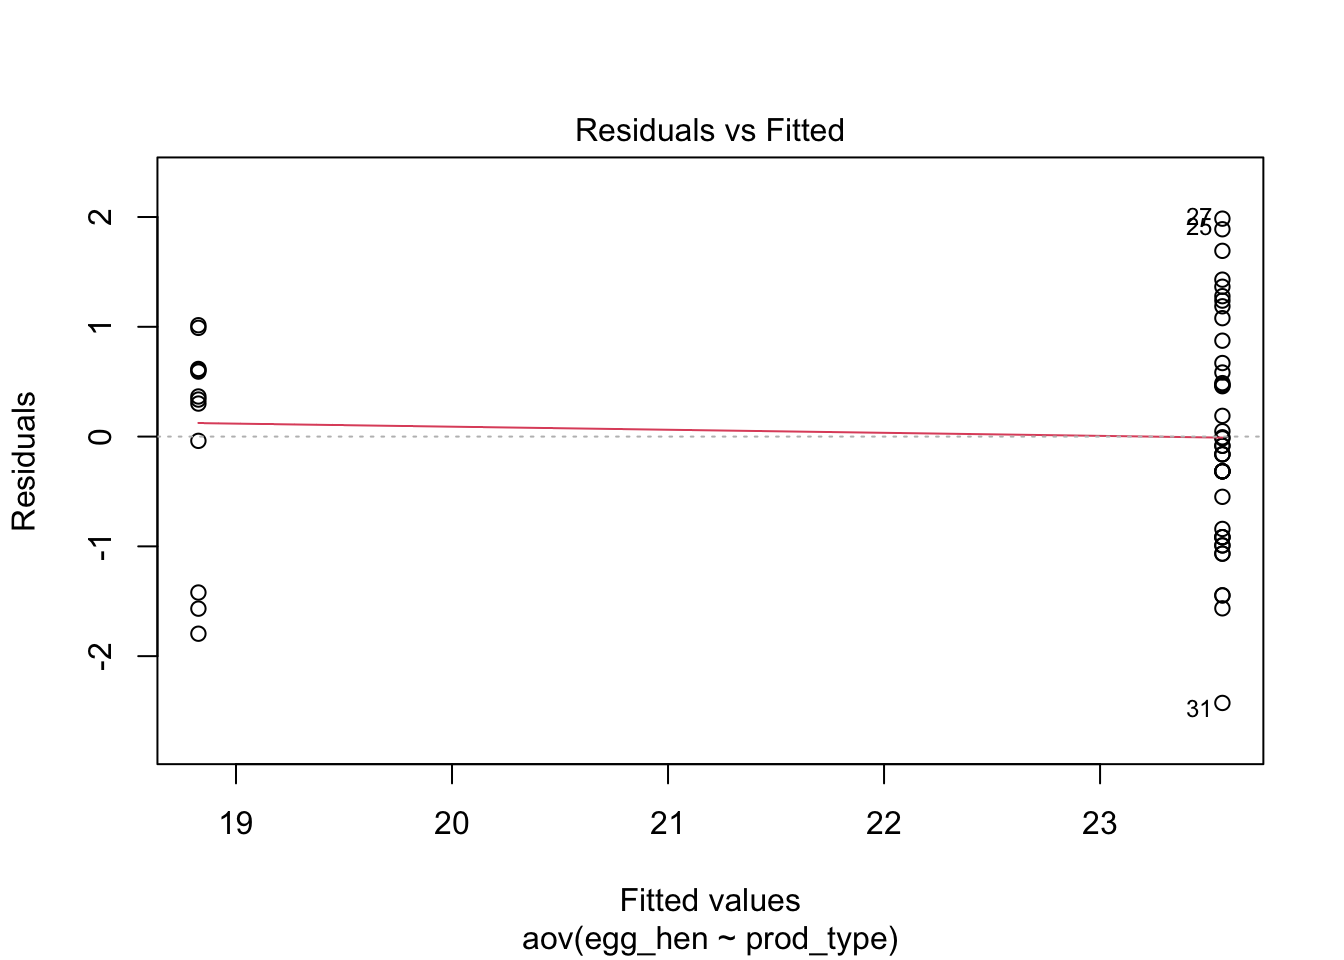 Residuals vs Fitted
Residuals
2
1
0
-1
-2
27
25
31
19 20 21 22 23
Fitted values
aov(egg_hen ~ prod_type)